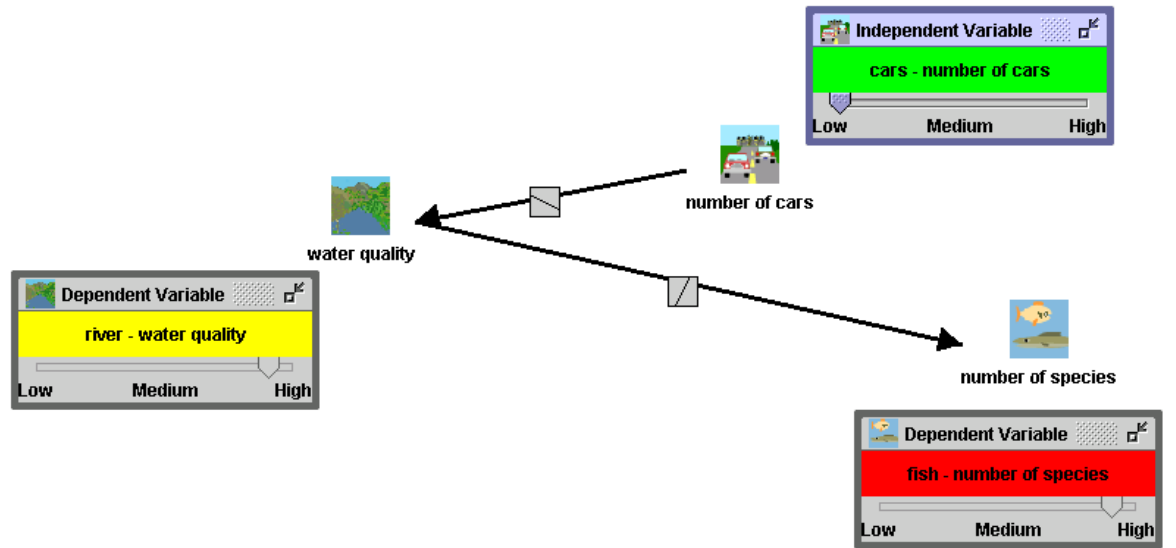 Independent Variable
cars - number of cars
Low Medium High
number of cars
water quality
Dependent Variable
river - water quality
Low Medium High
number of species
Dependent Variable
fish - number of species
Low Medium High